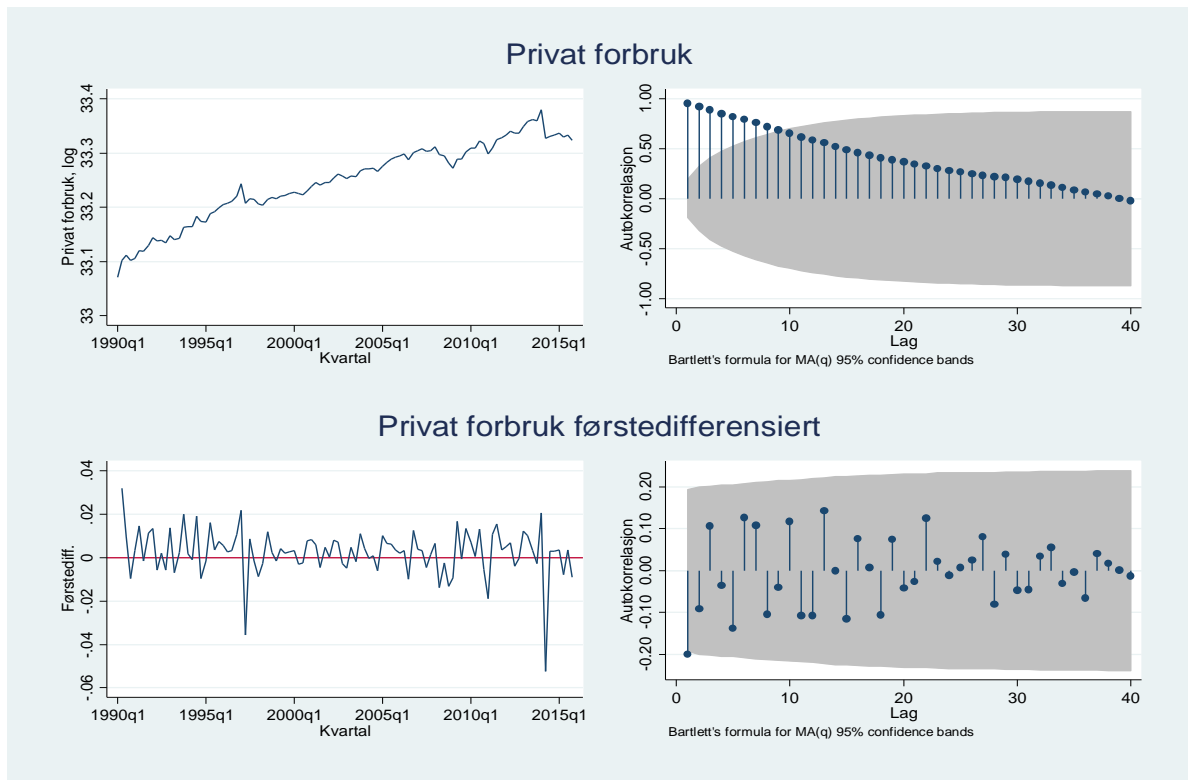 Privat forbruk
Privat forbruk, log
33.4
33.3
33.2
33.1
33
1990q1 1995q1 2000q1 2005q1 2010q1 2015q1
Kvartal
Autokorrelasjon
1.00
0.50
0.00
-0.50
-1.00
0 10 20 30 40
Lag
Bartlett's formula for MA(q) 95% confidence bands
Privat forbruk førstedifferensiert
Førstediff.
.04
.02
0
-.02
-.04
-.06
1990q1 1995q1 2000q1 2005q1 2010q1 2015q1
Kvartal
Autokorrelasjon
0.20
0.10
0.00
-0.10
-0.20
0 10 20 30 40
Lag
Bartlett's formula for MA(q) 95% confidence bands